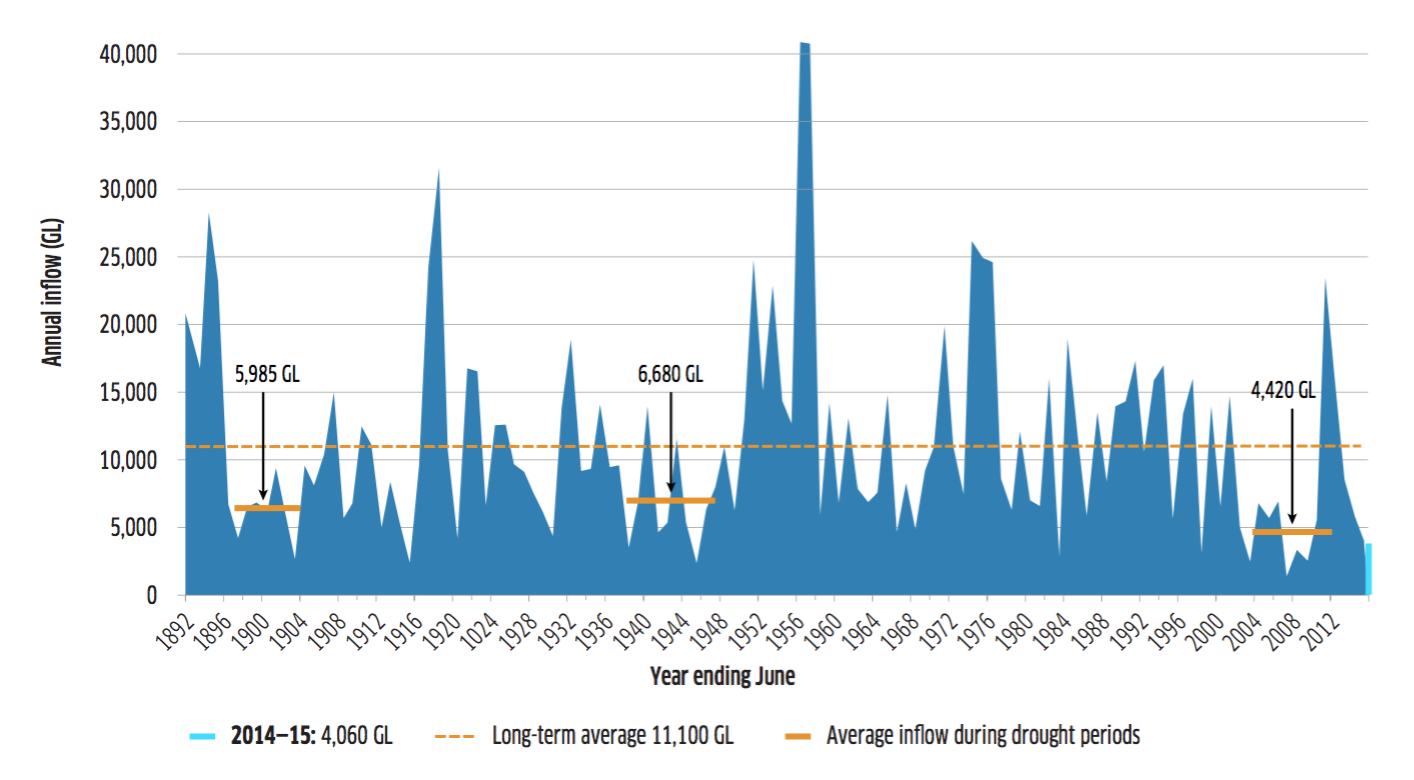 40,000
35,000
30,000
25,000
20,000
15,000
10,000
5,000
0
Annual inflow (GL)
5,985 GL
6,680 GL
4,420 GL
1892 1896 1900 1904 1908 1912 1916 1920 1024 1928 1932 1936 1940 1944 1948 1952 1956 1960 1964 1968 1972 1976 1980 1984 1988 1992 1996 2000 2004 2008 2012
Year ending June
2014–15: 4,060 GL Long-term average 11,100 GL Average inflow during drought periods